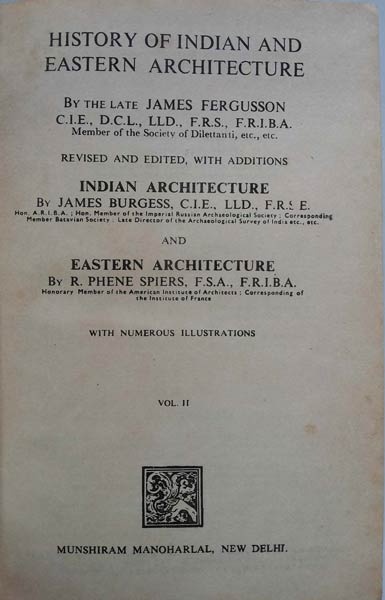 HISTORY OF INDIAN AND
EASTERN ARCHITECTURE
BY THE LATE JAMES FERGUSSON
C.I.E., D.C.L., LLD., F.R.S., F.R.I.B.A.
Member of the Society of Dilettanti, etc., etc.
REVISED AND EDITED, WITH ADDITIONS
INDIAN ARCHITECTURE
BY JAMES BURGESS, C.I.E., LLD., F.R.S E.
Hon. A.R.I.B.A.; Hon. Member of the Imperial Russian Archaeological Society; Corresponding
Member Batavian Society. Late Director of the Archaeological Survey of India etc., etc.
AND
EASTERN ARCHITECTURE
BY R. PHENE SPIERS, F.S.A., F.R.I.B.A.
Honorary Member of the American Institute of Architects; Corresponding of
the Institute of France
WITH NUMEROUS ILLUSTRATIONS
VOL. II
MUNSHIRAM MANOHARLAL, NEW DELHI.